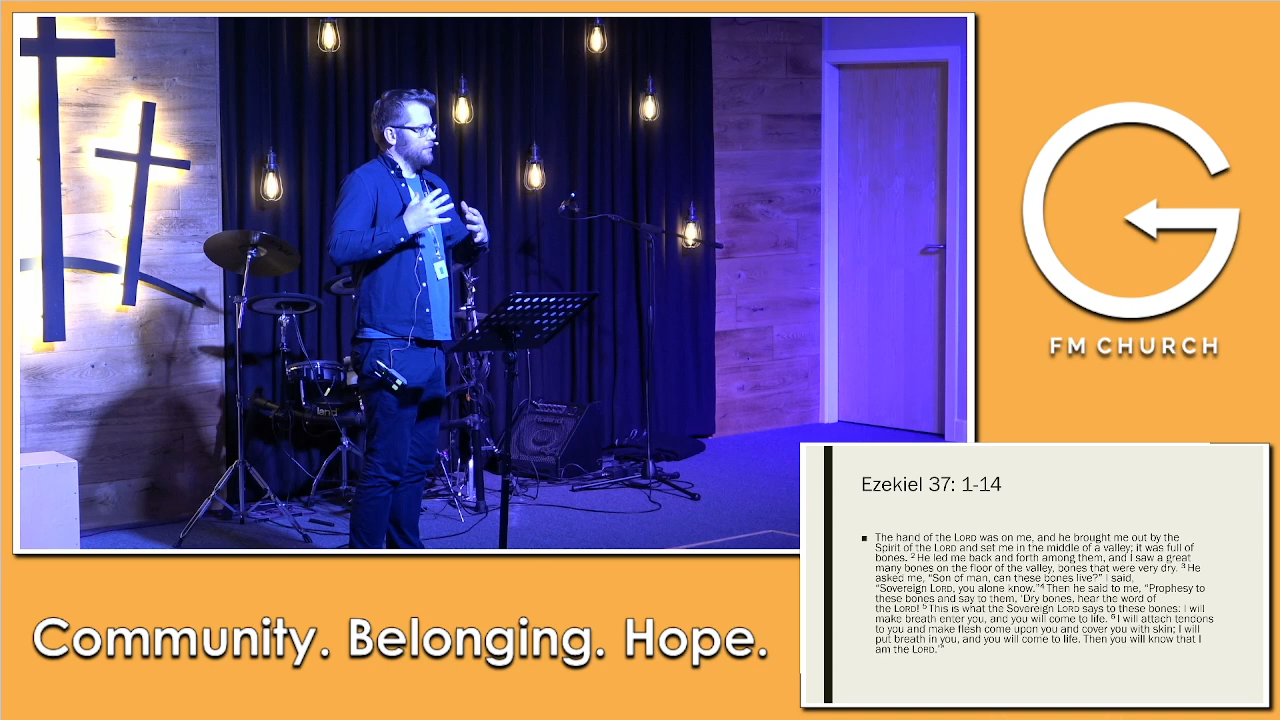 FM CHURCH
Ezekiel 37: 1-14
The hand of the LORD was on me, and he brought me out by the
Spirit of the LORD and set me in the middle of a valley; it was full of
bones. 2 He led me back and forth among them, and I saw a great
many bones on the floor of the valley, bones that were very dry. 3 He
asked me, “Son of man, can these bones live?” I said,
“Sovereign LORD, you alone know.” 4 Then he said to me, “Prophesy to
these bones and say to them, ‘Dry bones, hear the word of
the LORD! 5 This is what the Sovereign LORD says to these bones: I will
make breath enter you, and you will come to life. 6 I will attach tendons
to you and make flesh come upon you and cover you with skin; I will
put breath in you, and you will come to life. Then you will know that I
am the LORD.’”
Community. Belonging. Hope.